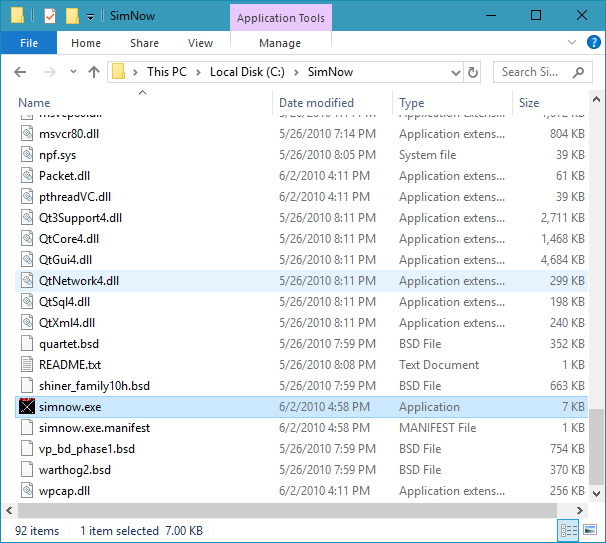 SimNow Application Tools
File Home Share View Manage
This PC Local Disk (C:) SimNow Search Si...
Name Date modified Type Size
msvcr80.dll 5/26/2010 7:14 PM Application extens... 804 KB
npf.sys 5/26/2010 8:05 PM System file 39 KB
Packet.dll 6/2/2010 4:11 PM Application extens... 61 KB
pthreadVC.dll 6/2/2010 4:11 PM Application extens... 39 KB
Qt3Support4.dll 5/26/2010 8:11 PM Application extens... 2,711 KB
QtCore4.dll 5/26/2010 8:11 PM Application extens... 1,468 KB
QtGui4.dll 5/26/2010 8:11 PM Application extens... 4,684 KB
QtNetwork4.dll 5/26/2010 8:11 PM Application extens... 299 KB
QtSql4.dll 5/26/2010 8:11 PM Application extens... 198 KB
QtXml4.dll 5/26/2010 8:11 PM Application extens... 240 KB
quartet.bsd 5/26/2010 7:59 PM BSD File 352 KB
README.txt 5/26/2010 8:08 PM Text Document 1 KB
shiner_family10h.bsd 5/26/2010 7:59 PM BSD File 663 KB
simnow.exe 6/2/2010 4:58 PM Application 7 KB
simnow.exe.manifest 6/2/2010 4:58 PM MANIFEST File 1 KB
vp_bd_phase1.bsd 5/26/2010 7:59 PM BSD File 754 KB
warthog2.bsd 5/26/2010 7:59 PM BSD File 370 KB
wpcap.dll 6/2/2010 4:11 PM Application extens... 256 KB
92 items 1 item selected 7.00 KB